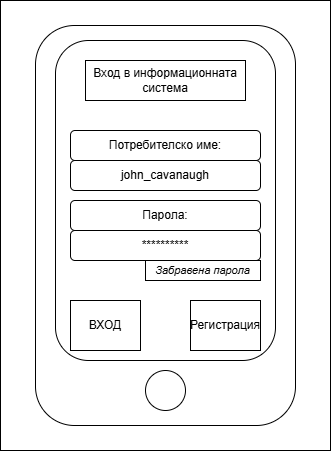 Вход в информационната
система
Потребителско име:
john_cavanaugh
Парола:
**********
Забравена парола
ВХОД
Регистрация